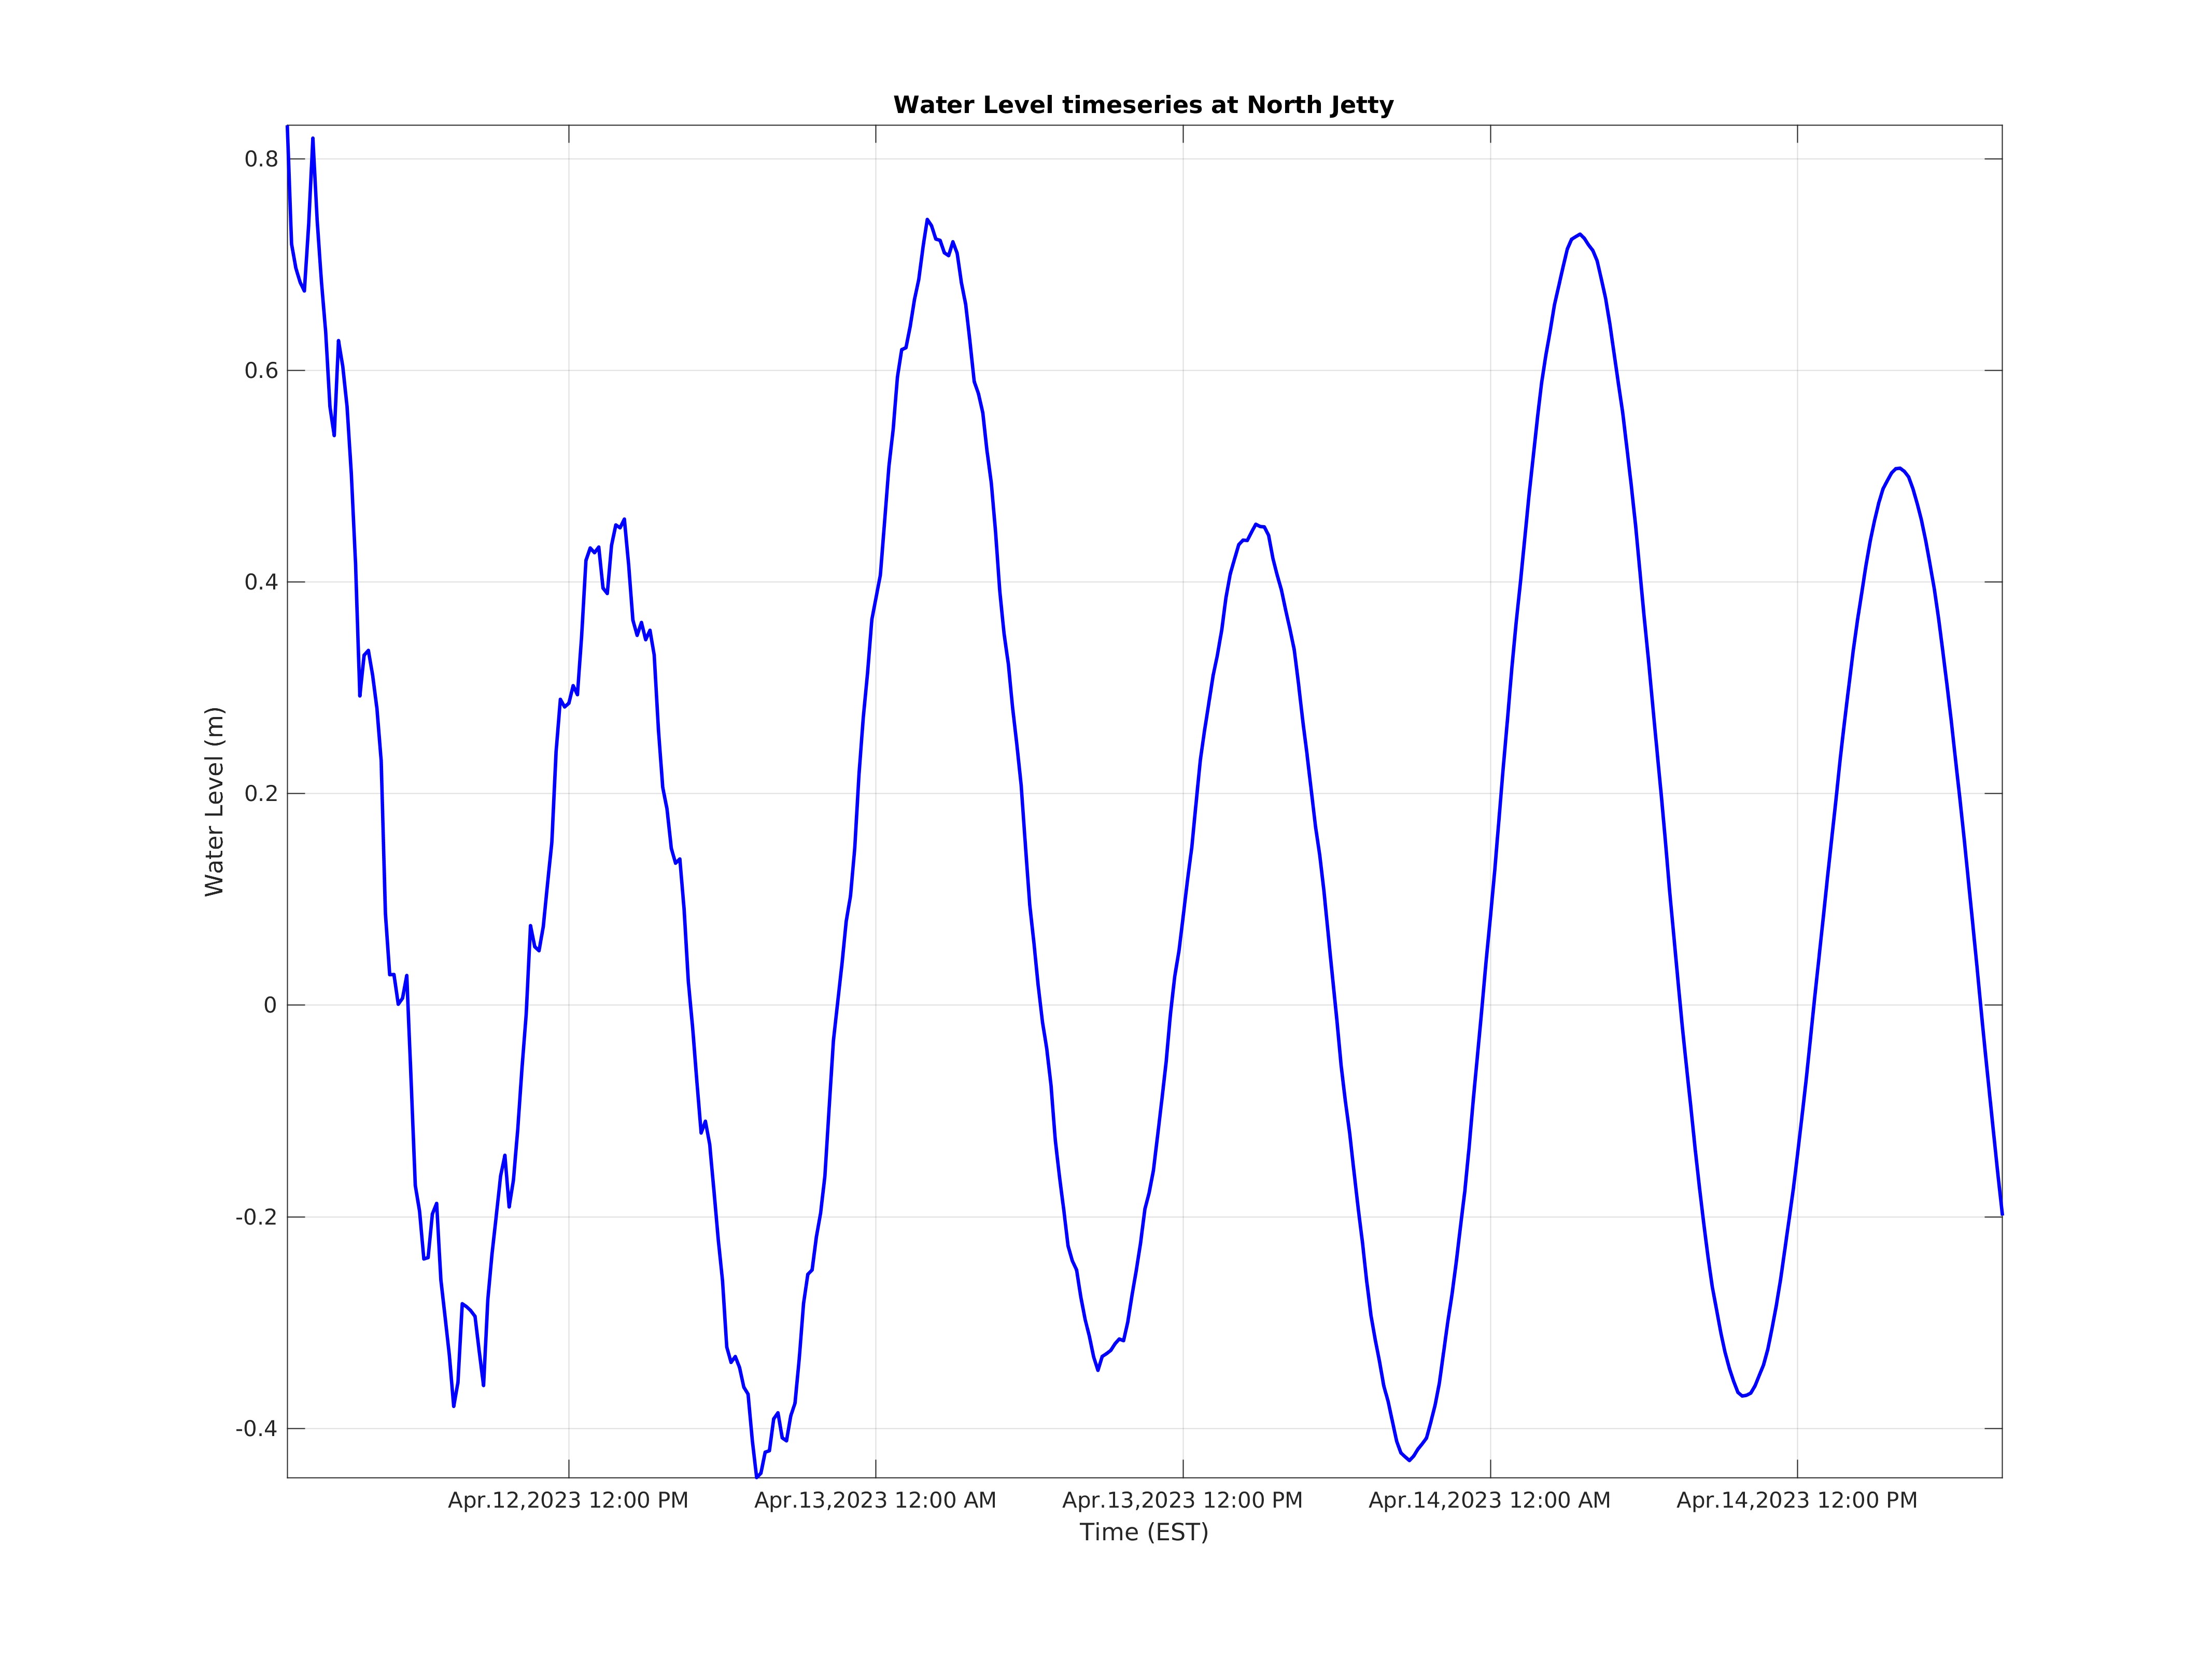 Water Level timeseries at North Jetty
0.8
0.6
0.4
0.2
0
-0.2
-0.4
Water Level (m)
Apr.12,2023 12:00 PM
Apr.13,2023 12:00 AM
Apr.13,2023 12:00 PM
Apr.14,2023 12:00 AM
Apr.14,2023 12:00 PM
Time (EST)